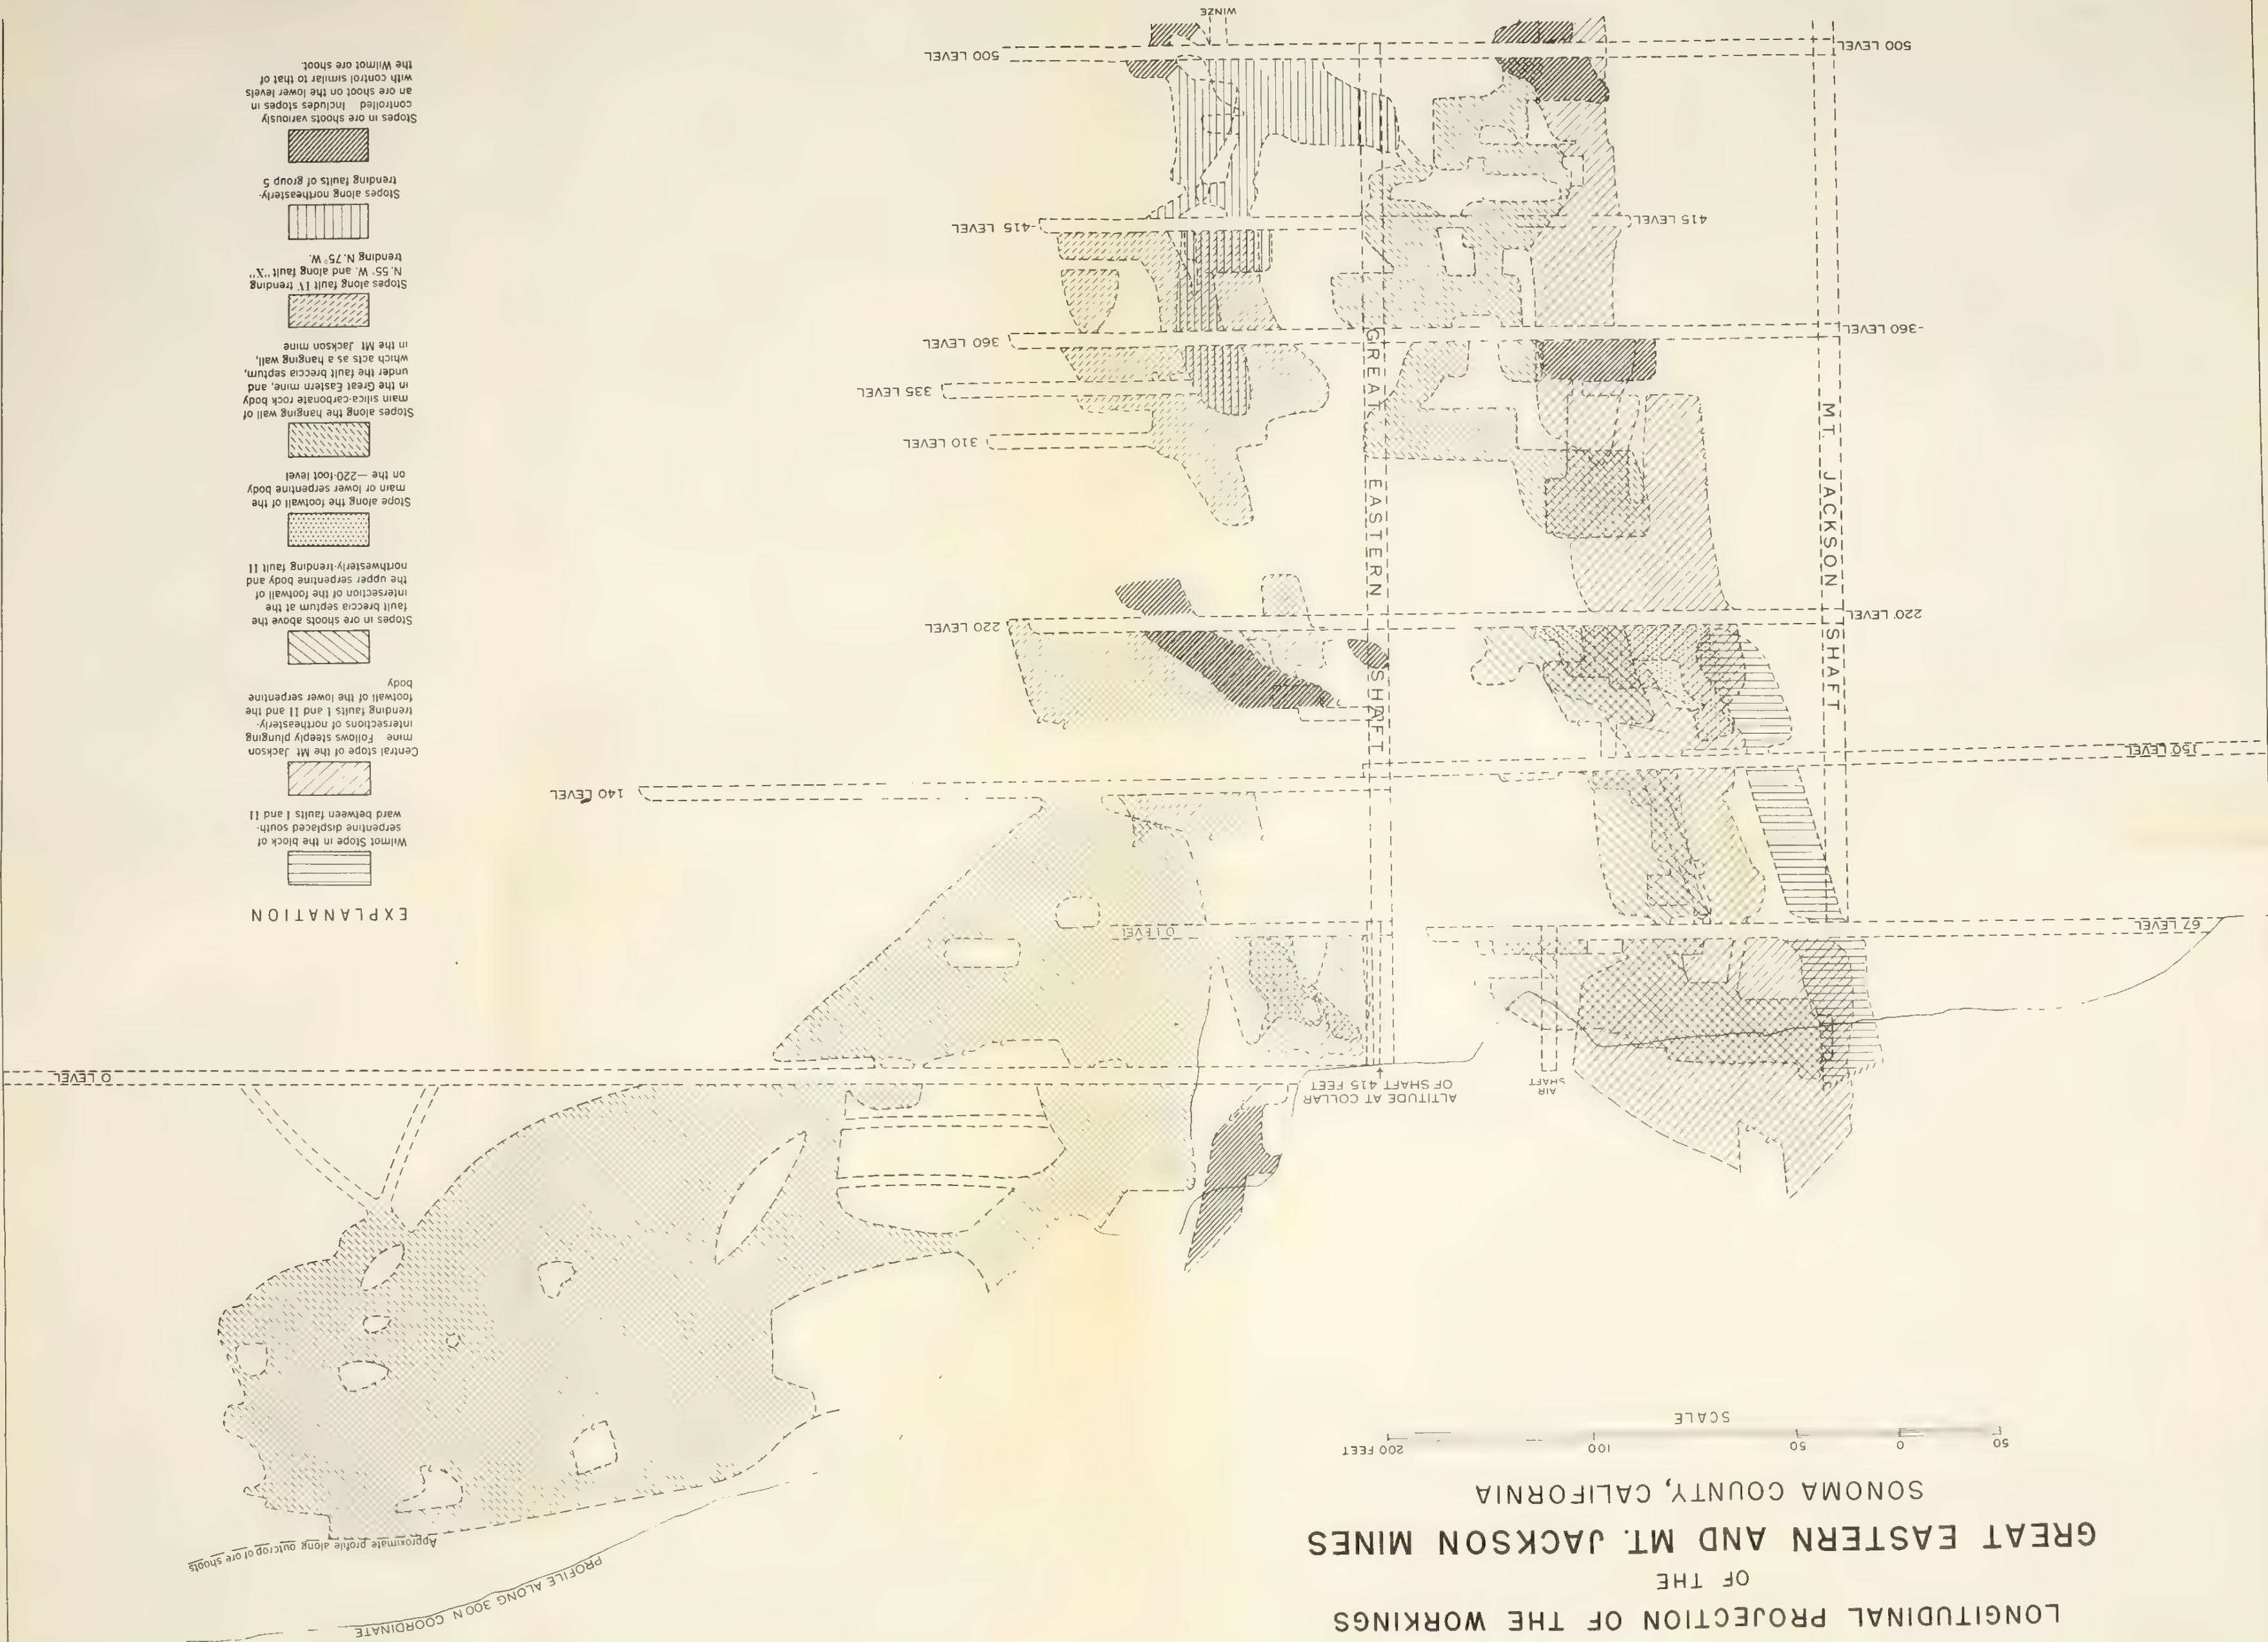 LONGITUDINAL PROJECTION OF THE WORKINGS
OF THE
GREAT EASTERN AND MT. JACKSON MINES
SONOMA COUNTY, CALIFORNIA
50 0 50 100 200 FEET
SCALE
PROFILE ALONG 300 N COORDINATE
Approximate profile along outcrop of ore shoots
AIR
SHAFT
ALTITUDE AT COLLAR
OF SHAFT 415 FEET
O LEVEL
67 LEVEL
O LEVEL
150 LEVEL
140 LEVEL
220 LEVEL
220 LEVEL
310 LEVEL
335 LEVEL
-360 LEVEL
360 LEVEL
415 LEVEL
-415 LEVEL
500 LEVEL
500 LEVEL
WINZE
MT. JACKSON SHAFT
GREAT EASTERN SHAFT
EXPLANATION
Wilmot Stope in the block of
serpentine displaced south-
ward between faults I and II
Central stope of the Mt Jackson
mine Follows steeply plunging
intersections of northeasterly-
trending faults I and II and the
footwall of the lower serpentine
body
Stopes in ore shoots above the
fault breccia septum at the
intersection of the footwall of
the upper serpentine body and
northwesterly-trending fault II
Stope along the footwall of the
main or lower serpentine body
on the —220-foot level
Stopes along the hanging wall of
main silica-carbonate rock body
in the Great Eastern mine, and
under the fault breccia septum,
which acts as a hanging wall,
in the Mt Jackson mine
Stopes along fault IV trending
N. 55° W. and along fault "X"
trending N. 75° W.
Stopes along northeasterly-
trending faults of group 5
Stopes in ore shoots variously
controlled Includes stopes in
an ore shoot on the lower levels
with control similar to that of
the Wilmot ore shoot.